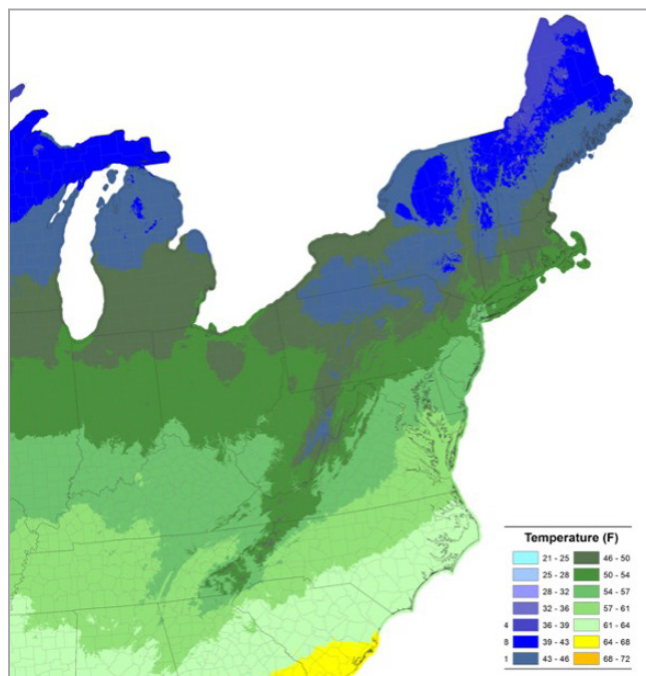 Temperature (F)
21 - 25 46 - 50
25 - 28 50 - 54
28 - 32 54 - 57
32 - 36 57 - 61
4 36 - 39 61 - 64
8 39 - 43 64 - 68
1 43 - 46 68 - 72